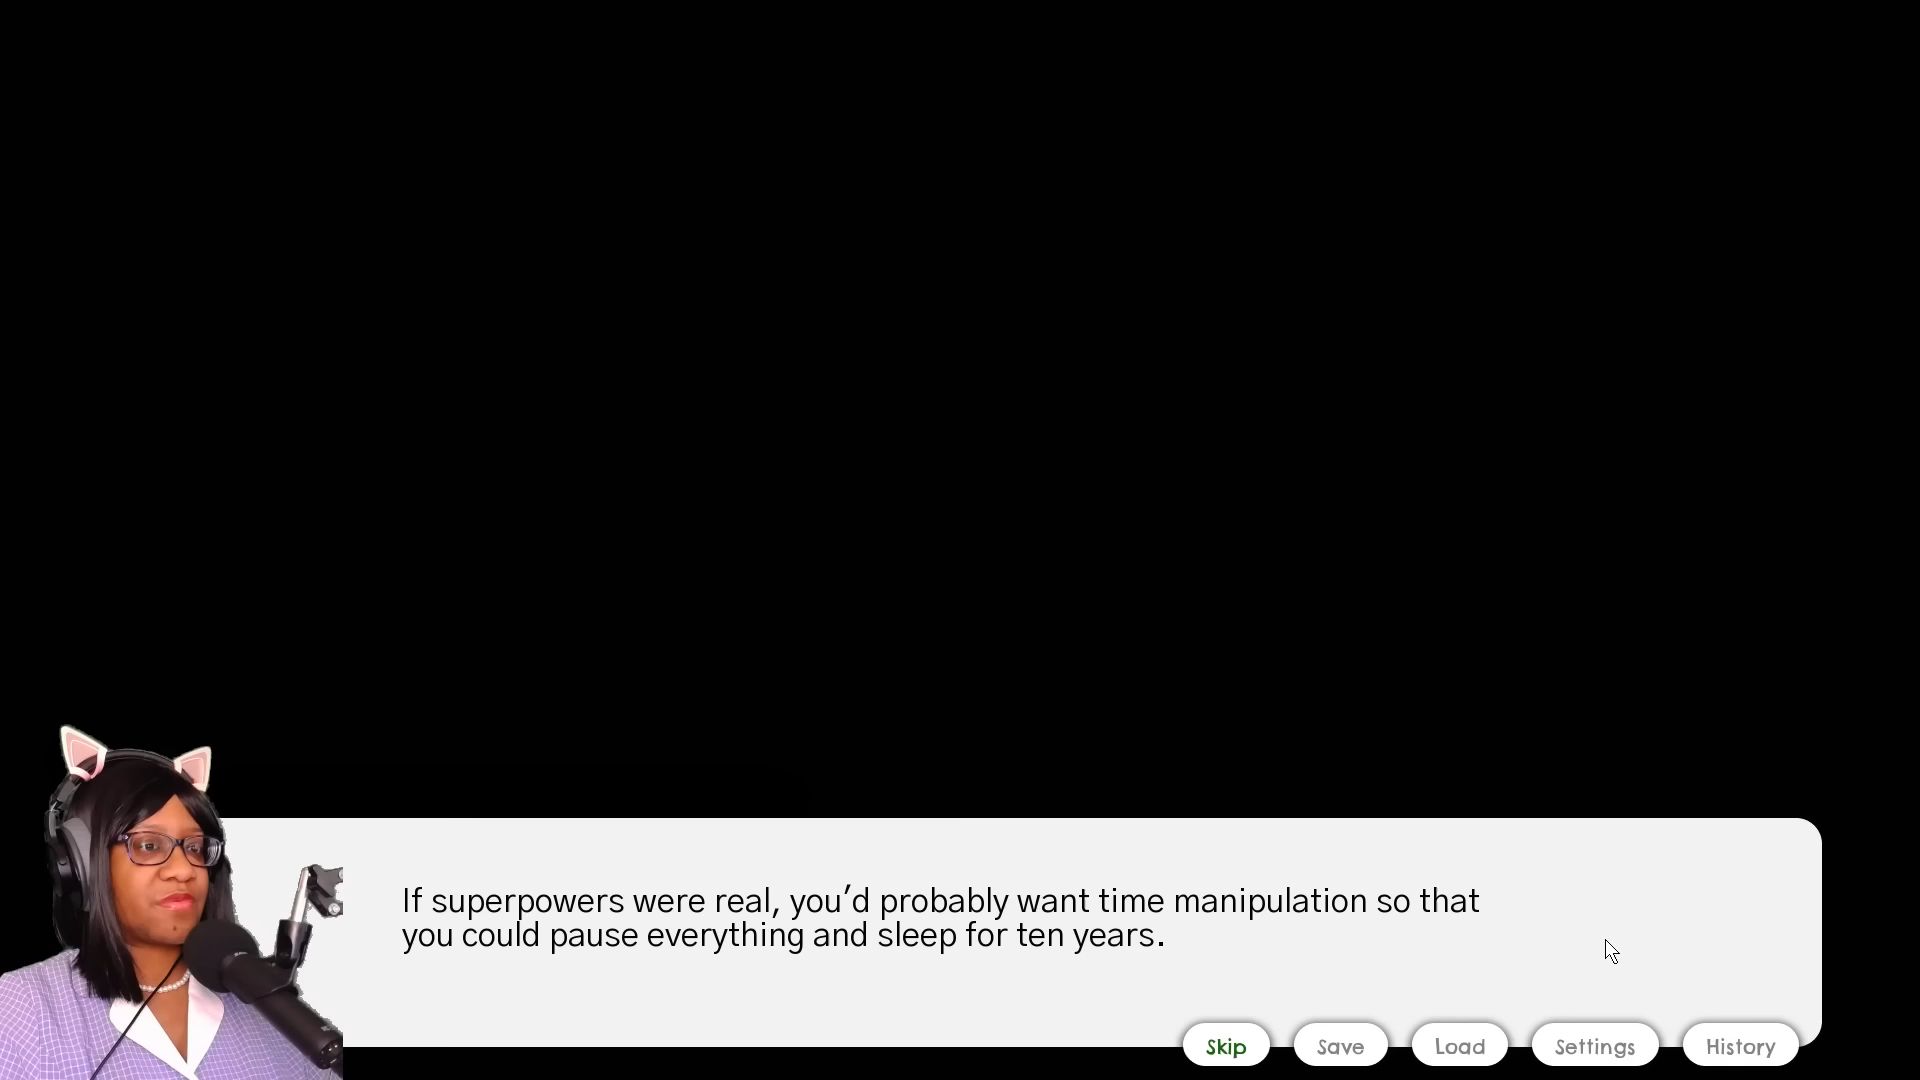 If superpowers were real, you'd probably want time manipulation so that
you could pause everything and sleep for ten years.
Skip Save Load Settings History